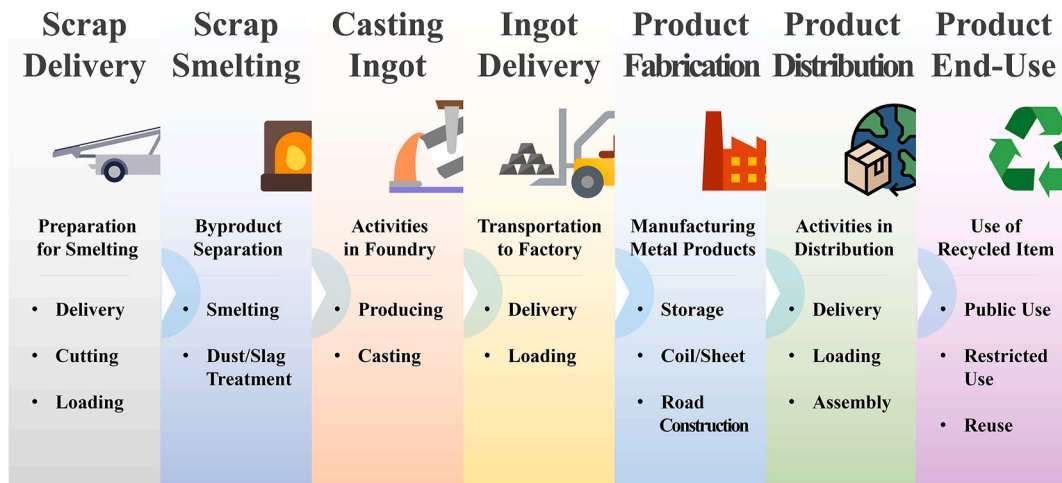 Scrap
Delivery
Preparation
for Smelting
• Delivery
• Cutting
• Loading
Scrap
Smelting
Byproduct
Separation
• Smelting
• Dust/Slag
Treatment
Casting
Ingot
Activities
in Foundry
• Producing
• Casting
Ingot
Delivery
Transportation
to Factory
• Delivery
• Loading
Product
Fabrication
Manufacturing
Metal Products
• Storage
• Coil/Sheet
• Road
Construction
Product
Distribution
Activities in
Distribution
• Delivery
• Loading
• Assembly
Product
End-Use
Use of
Recycled Item
• Public Use
• Restricted
Use
• Reuse